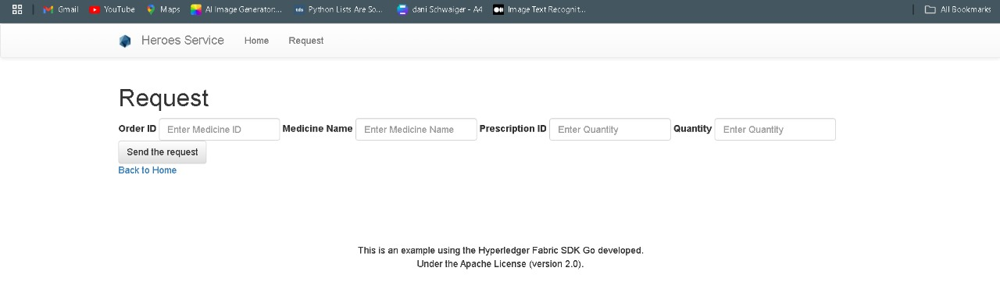 Gmail YouTube Maps AI Image Generator:... Python Lists Are So... dani Schwaiger - A4 Image Text Recognit... All Bookmarks
Heroes Service Home Request
Request
Order ID Enter Medicine ID Medicine Name Enter Medicine Name Prescription ID Enter Quantity Quantity Enter Quantity
Send the request
Back to Home
This is an example using the Hyperledger Fabric SDK Go developed.
Under the Apache License (version 2.0).